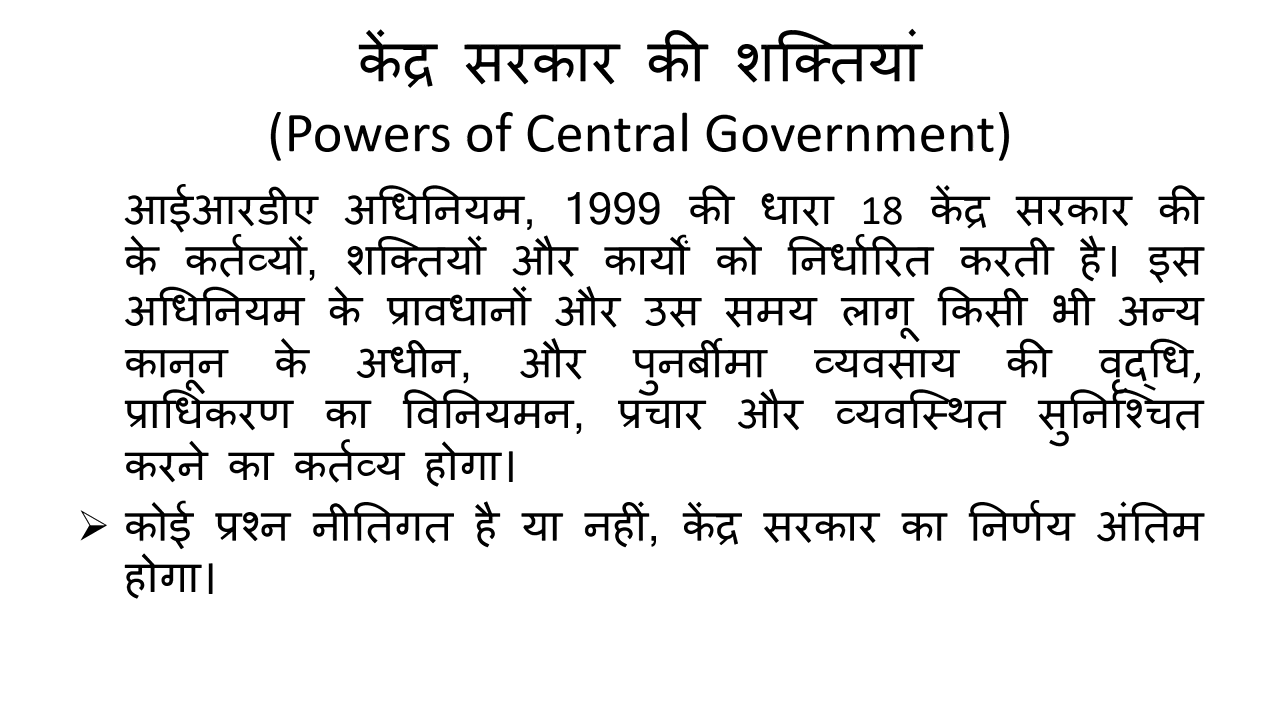 केंद्र सरकार की शक्तियां
(Powers of Central Government)
आईआरडीए अधिनियम, 1999 की धारा 18 केंद्र सरकार की
के कर्तव्यों, शक्तियों और कार्यों को निर्धारित करती है। इस
अधिनियम के प्रावधानों और उस समय लागू किसी भी अन्य
कानून के अधीन, और पुनर्बीमा व्यवसाय की वृद्धि,
प्राधिकरण का विनियमन, प्रचार और व्यवस्थित सुनिश्चित
करने का कर्तव्य होगा।
➢ कोई प्रश्न नीतिगत है या नहीं, केंद्र सरकार का निर्णय अंतिम
होगा।